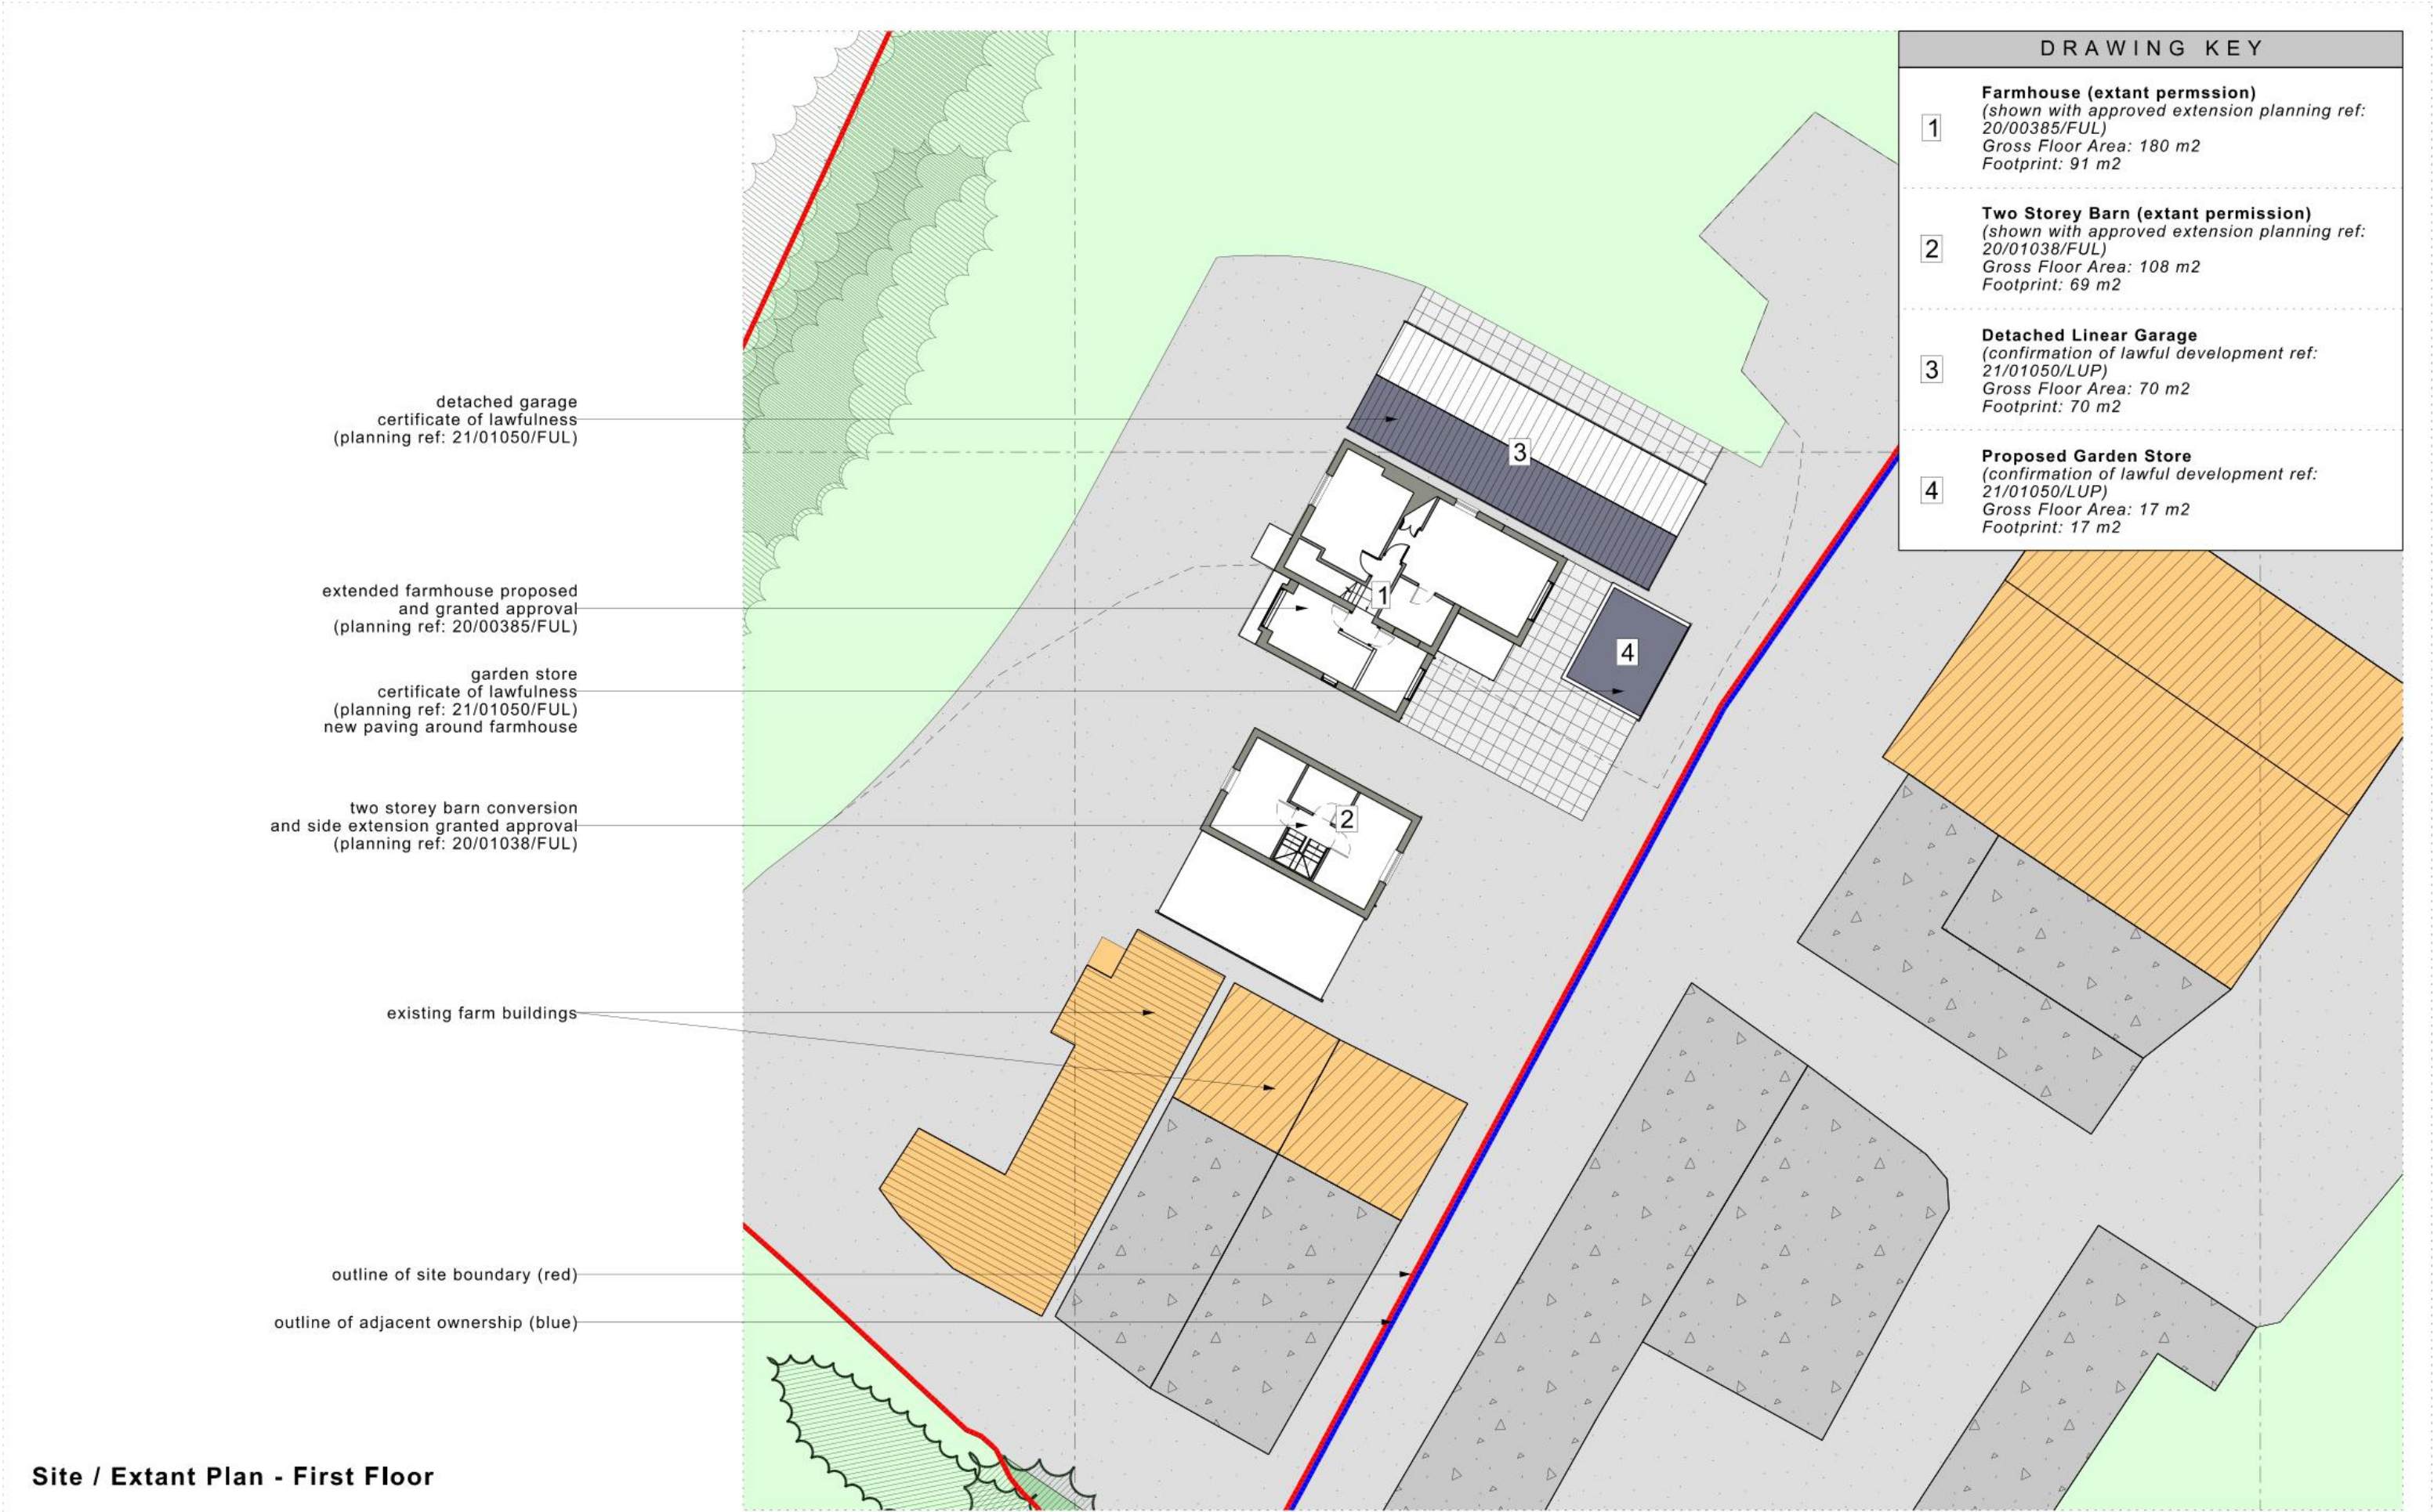 DRAWING KEY
1
Farmhouse (extant permssion)
(shown with approved extension planning ref:
20/00385/FUL)
Gross Floor Area: 180 m2
Footprint: 91 m2
2
Two Storey Barn (extant permission)
(shown with approved extension planning ref:
20/01038/FUL)
Gross Floor Area: 108 m2
Footprint: 69 m2
3
Detached Linear Garage
(confirmation of lawful development ref:
21/01050/LUP)
Gross Floor Area: 70 m2
Footprint: 70 m2
4
Proposed Garden Store
(confirmation of lawful development ref:
21/01050/LUP)
Gross Floor Area: 17 m2
Footprint: 17 m2
detached garage
certificate of lawfulness
(planning ref: 21/01050/FUL)
extended farmhouse proposed
and granted approval
(planning ref: 20/00385/FUL)
garden store
certificate of lawfulness
(planning ref: 21/01050/FUL)
new paving around farmhouse
two storey barn conversion
and side extension granted approval
(planning ref: 20/01038/FUL)
existing farm buildings
outline of site boundary (red)
outline of adjacent ownership (blue)
3
1
4
2
Site / Extant Plan - First Floor